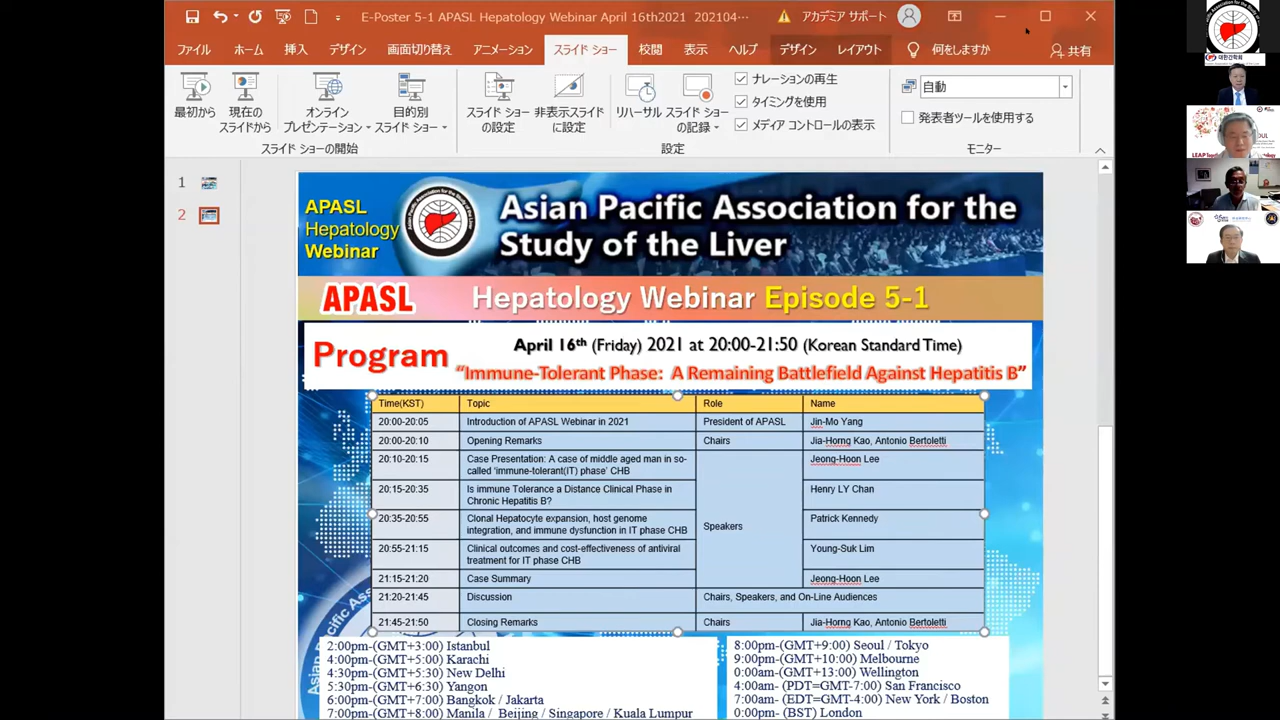 E-Poster 5-1 APASL Hepatology Webinar April 16th2021 202104…
アカデミア サポート
ファイル ホーム 挿入 デザイン 画面切り替え アニメーション スライド ショー 校閲 表示 ヘルプ デザイン レイアウト 何をしますか 共有
最初から
現在の
スライドから
オンライン
プレゼンテーション
目的別
スライド ショー
スライド ショーの開始
スライド ショー
の設定
非表示スライド
に設定
リハーサル
スライド ショー
の記録
ナレーションの再生
タイミングを使用
メディア コントロールの表示
設定
自動
発表者ツールを使用する
モニター
1
2
APASL
Hepatology
Webinar
Asian Pacific Association for the
Study of the Liver
APASL Hepatology Webinar Episode 5-1
Program
April 16th (Friday) 2021 at 20:00-21:50 (Korean Standard Time)
“Immune-Tolerant Phase: A Remaining Battlefield Against Hepatitis B”
Time(KST) Topic Role Name
20:00-20:05 Introduction of APASL Webinar in 2021 President of APASL Jin-Mo Yang
20:00-20:10 Opening Remarks Chairs Jia-Horng Kao, Antonio Bertoletti
20:10-20:15 Case Presentation: A case of middle aged man in so-
called ‘immune-tolerant(IT) phase’ CHB
Jeong-Hoon Lee
20:15-20:35 Is immune Tolerance a Distance Clinical Phase in
Chronic Hepatitis B?
Henry LY Chan
20:35-20:55 Clonal Hepatocyte expansion, host genome
integration, and immune dysfunction in IT phase CHB
Speakers
Patrick Kennedy
20:55-21:15 Clinical outcomes and cost-effectiveness of antiviral
treatment for IT phase CHB
Young-Suk Lim
21:15-21:20 Case Summary Jeong-Hoon Lee
21:20-21:45 Discussion Chairs, Speakers, and On-Line Audiences
21:45-21:50 Closing Remarks Chairs Jia-Horng Kao, Antonio Bertoletti
2:00pm-(GMT+3:00) Istanbul
4:00pm-(GMT+5:00) Karachi
4:30pm-(GMT+5:30) New Delhi
5:30pm-(GMT+6:30) Yangon
6:00pm-(GMT+7:00) Bangkok / Jakarta
7:00pm-(GMT+8:00) Manila / Beijing / Singapore / Kuala Lumpur
8:00pm-(GMT+9:00) Seoul / Tokyo
9:00pm-(GMT+10:00) Melbourne
0:00am-(GMT+13:00) Wellington
4:00am- (PDT=GMT-7:00) San Francisco
7:00am- (EDT=GMT-4:00) New York / Boston
0:00pm- (BST) London
대한간학회